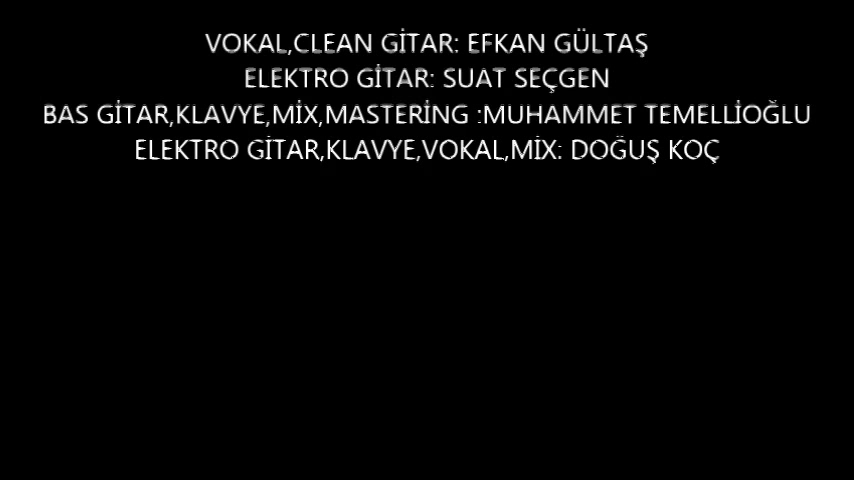 VOKAL,CLEAN GİTAR: EFKAN GÜLTAŞ
ELEKTRO GİTAR: SUAT SEÇGEN
BAS GİTAR,KLAVYE,MİX,MASTERİNG :MUHAMMET TEMELLİOĞLU
ELEKTRO GİTAR,KLAVYE,VOKAL,MİX: DOĞUŞ KOÇ